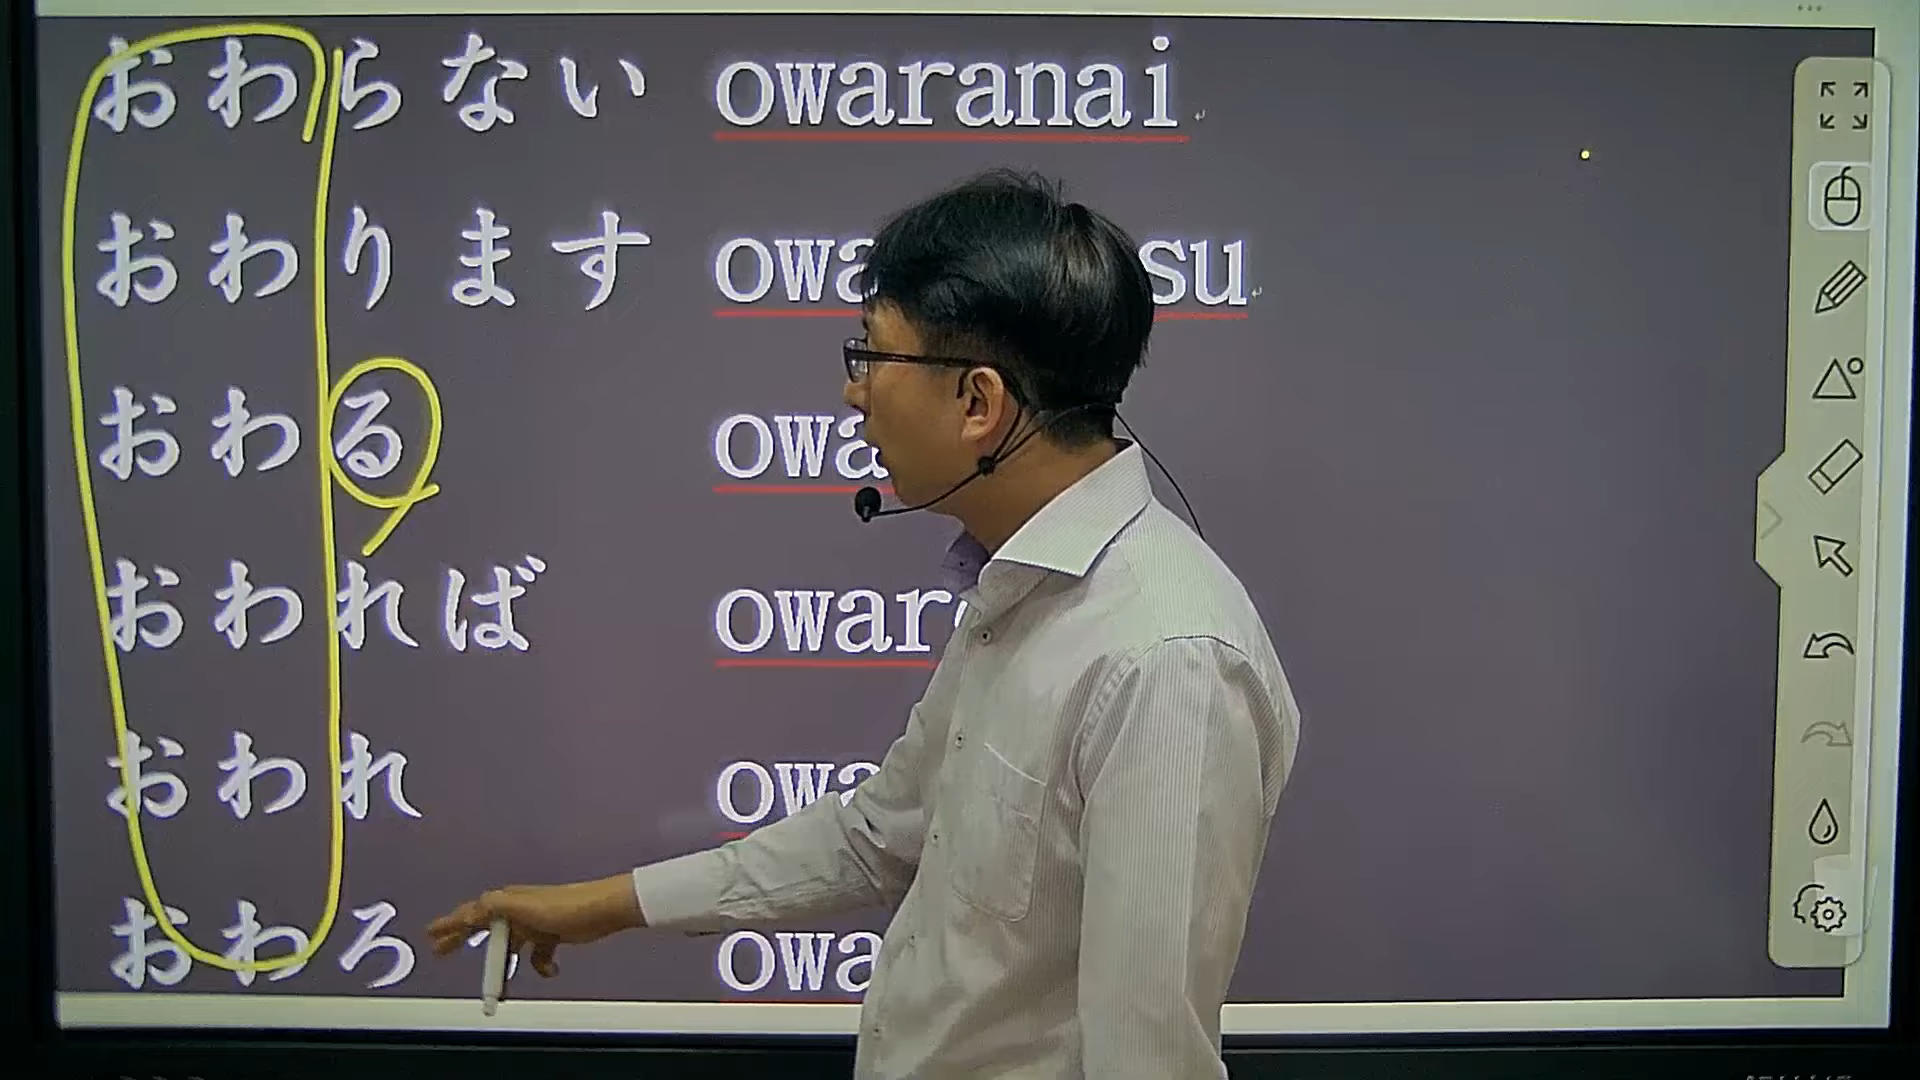 おわらない owaranai
おわります owa su
おわる owa
おわれば owar
おわれ owa
おわろ owa